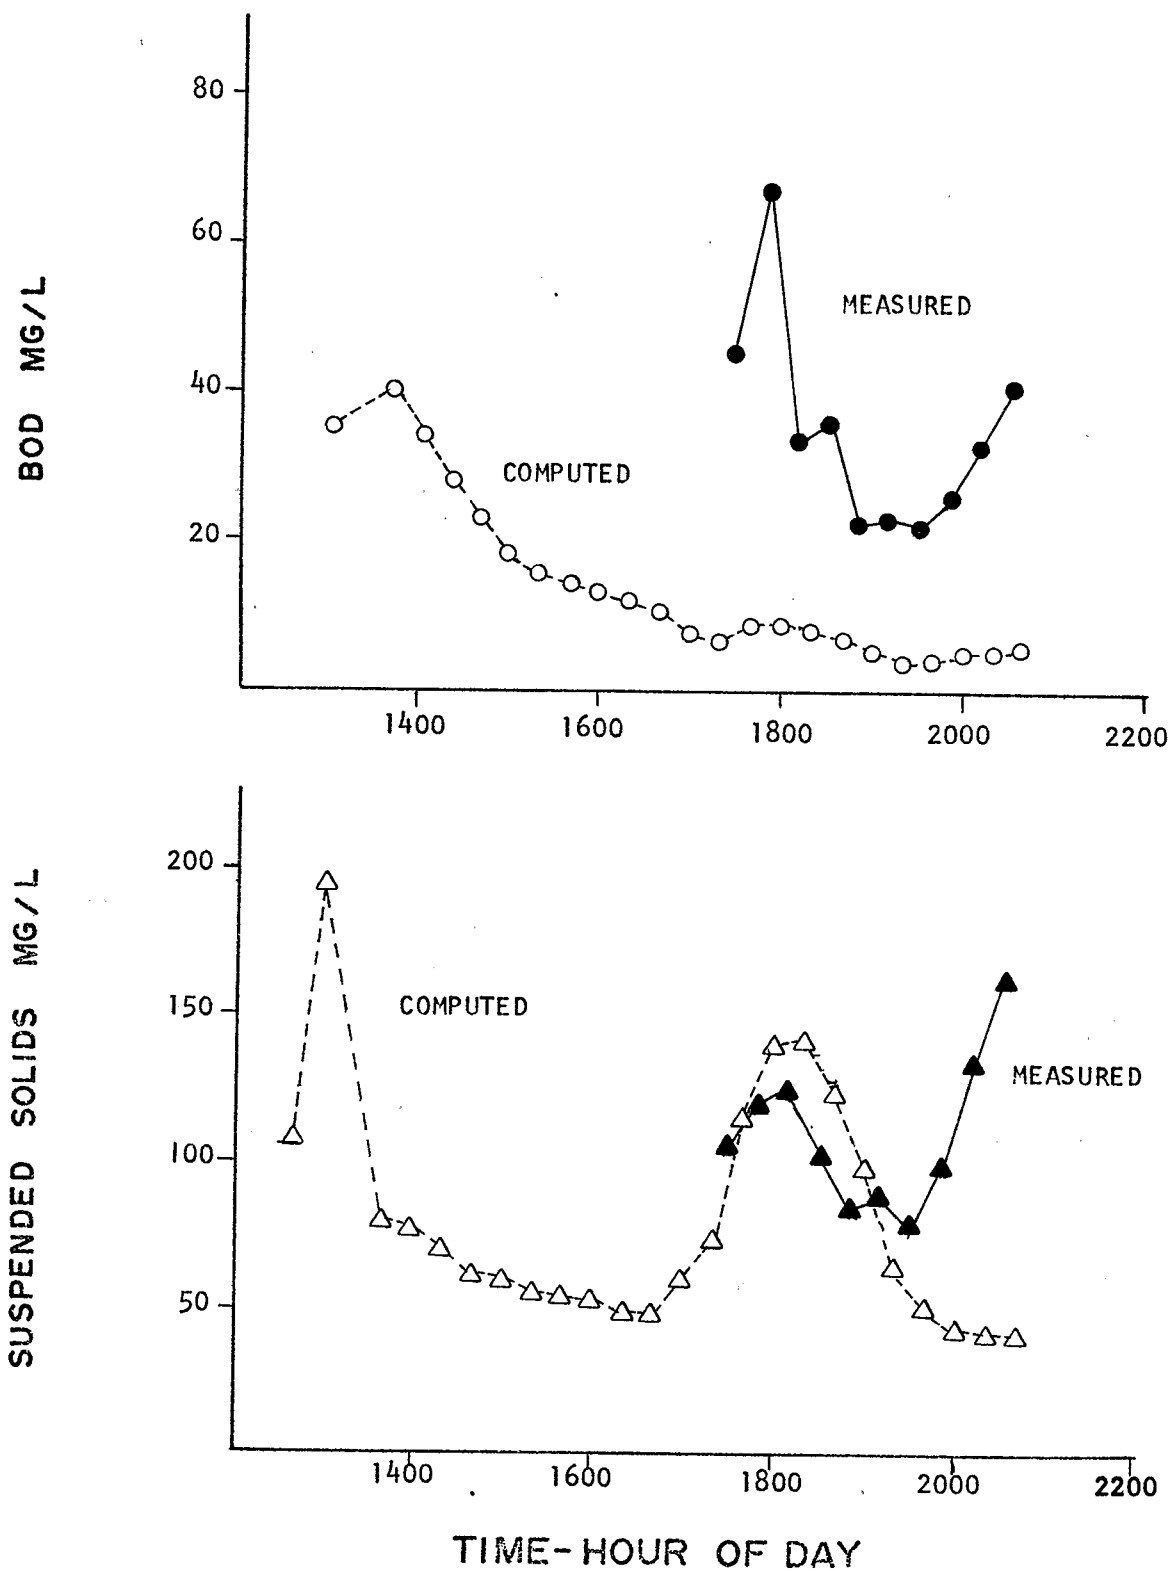 BOD MG/L
80
60
40
20
MEASURED
COMPUTED
1400 1600 1800 2000 2200
SUSPENDED SOLIDS MG/L
200
150
100
50
COMPUTED
MEASURED
1400 1600 1800 2000 2200
TIME-HOUR OF DAY